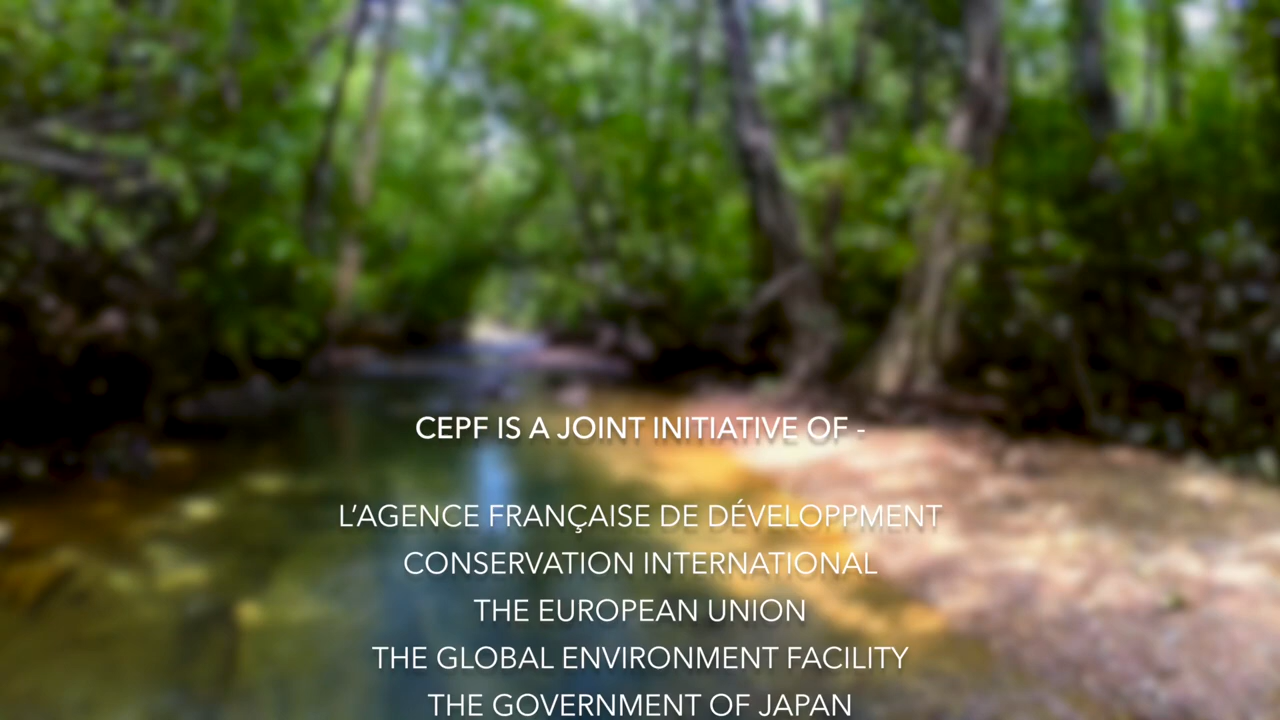 CEPF IS A JOINT INITIATIVE OF -
L’AGENCE FRANÇAISE DE DÉVELOPPMENT
CONSERVATION INTERNATIONAL
THE EUROPEAN UNION
THE GLOBAL ENVIRONMENT FACILITY
THE GOVERNMENT OF JAPAN